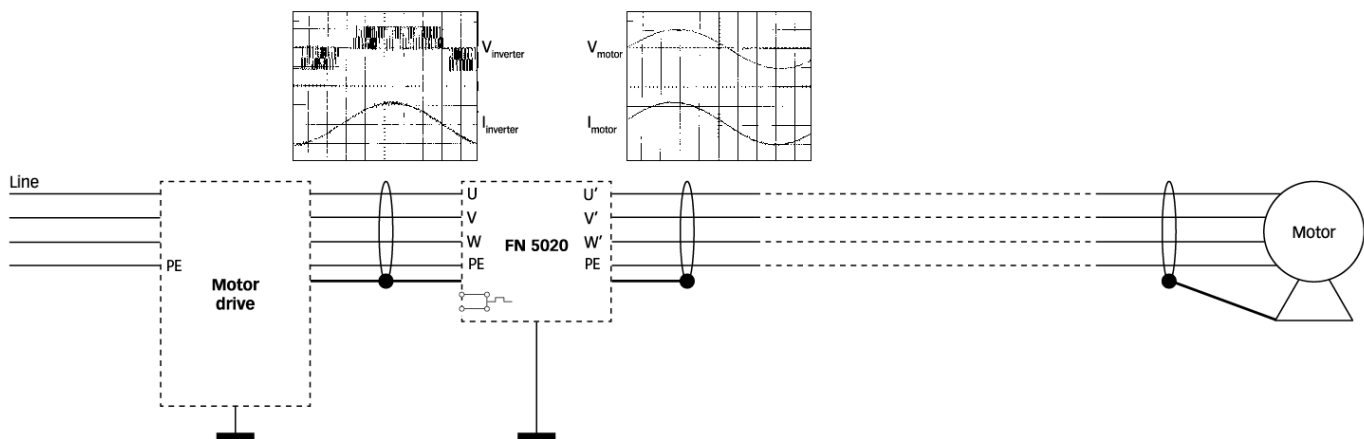 V inverter
I inverter
V motor
I motor
Line
PE
Motor
drive
U
V
W
PE
FN 5020
U'
V'
W'
PE
Motor